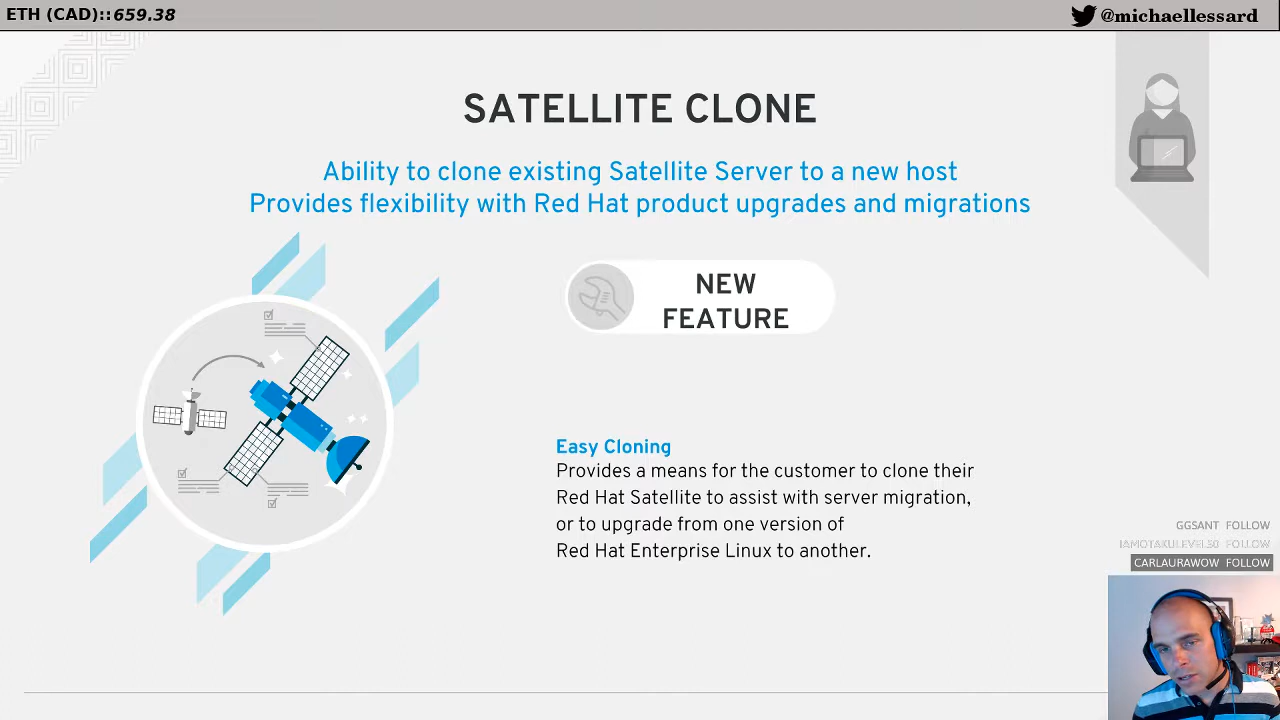 ETH (CAD)::659.38
@michaellessard
SATELLITE CLONE
Ability to clone existing Satellite Server to a new host
Provides flexibility with Red Hat product upgrades and migrations
NEW
FEATURE
Easy Cloning
Provides a means for the customer to clone their
Red Hat Satellite to assist with server migration,
or to upgrade from one version of
Red Hat Enterprise Linux to another.
GGSANT FOLLOW
IAMOTAKULEVEL30 FOLLOW
CARLAURAWOW FOLLOW